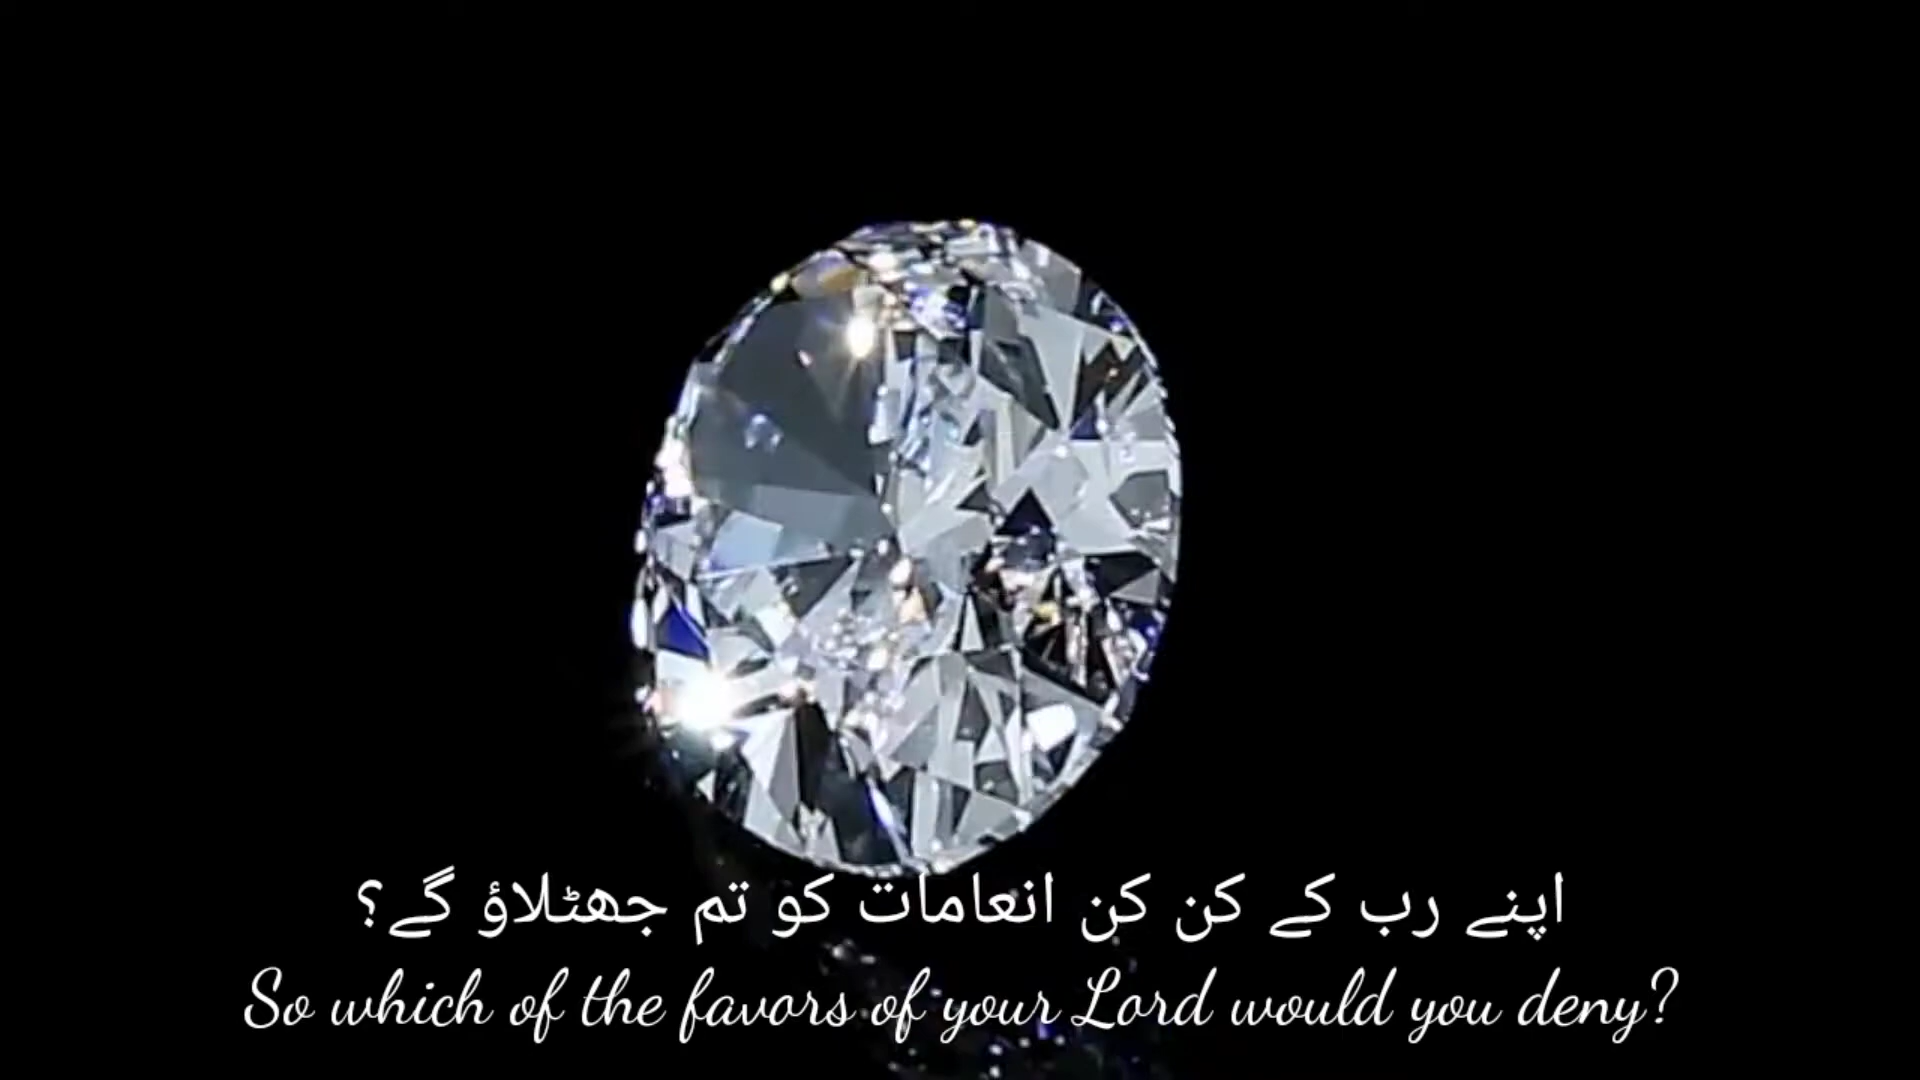 اپنے رب کے کن کن انعامات کو تم جھٹلاؤ گے؟
So which of the favors of your Lord would you deny?